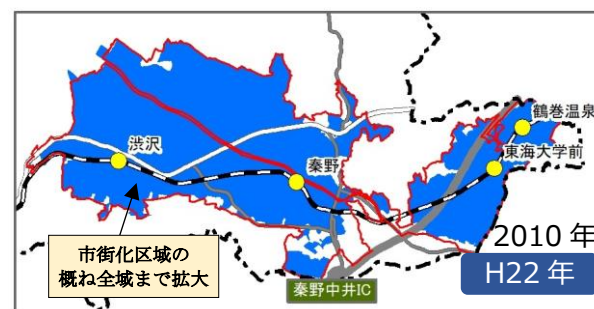 鶴巻温泉
渋沢
東海大学前
秦野
市街化区域の
概ね全域まで拡大
2010 年
H22 年
秦野中井IC